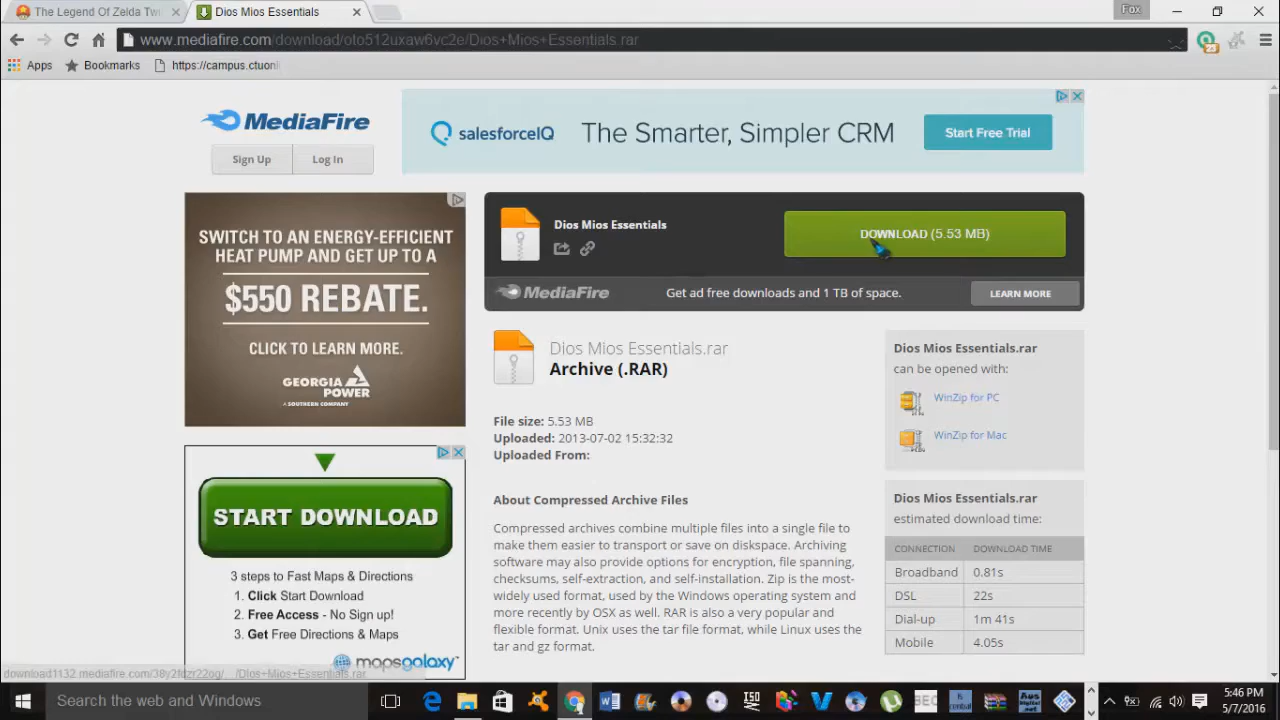 The Legend Of Zelda Tw
Dios Mios Essentials
Fox
www.mediafire.com/download/oto512uxaw6vc2e/Dios+Mios+Essentials.rar
23
Apps
Bookmarks
https://campus.ctuonli
MediaFire
Sign Up
Log In
salesforceIQ
The Smarter, Simpler CRM
Start Free Trial
SWITCH TO AN ENERGY-EFFICIENT
HEAT PUMP AND GET UP TO A
$550 REBATE.
CLICK TO LEARN MORE.
GEORGIA
POWER
A SOUTHERN COMPANY
Dios Mios Essentials
DOWNLOAD (5.53 MB)
MediaFire
Get ad free downloads and 1 TB of space.
LEARN MORE
Dios Mios Essentials.rar
Archive (.RAR)
File size: 5.53 MB
Uploaded: 2013-07-02 15:32:32
Uploaded From:
About Compressed Archive Files
Compressed archives combine multiple files into a single file to
make them easier to transport or save on diskspace. Archiving
software may also provide options for encryption, file spanning,
checksums, self-extraction, and self-installation. Zip is the most-
widely used format, used by the Windows operating system and
more recently by OSX as well. RAR is also a very popular and
flexible format. Unix uses the tar file format, while Linux uses the
tar and gz format.
Dios Mios Essentials.rar
can be opened with:
WinZip for PC
WinZip for Mac
Dios Mios Essentials.rar
estimated download time:
CONNECTION DOWNLOAD TIME
Broadband 0.81s
DSL 22s
Dial-up 1m 41s
Mobile 4.05s
START DOWNLOAD
3 steps to Fast Maps & Directions
1. Click Start Download
2. Free Access - No Sign up!
3. Get Free Directions & Maps
mapsgalaxy
Search the web and Windows
ISO
5:46 PM
5/7/2016